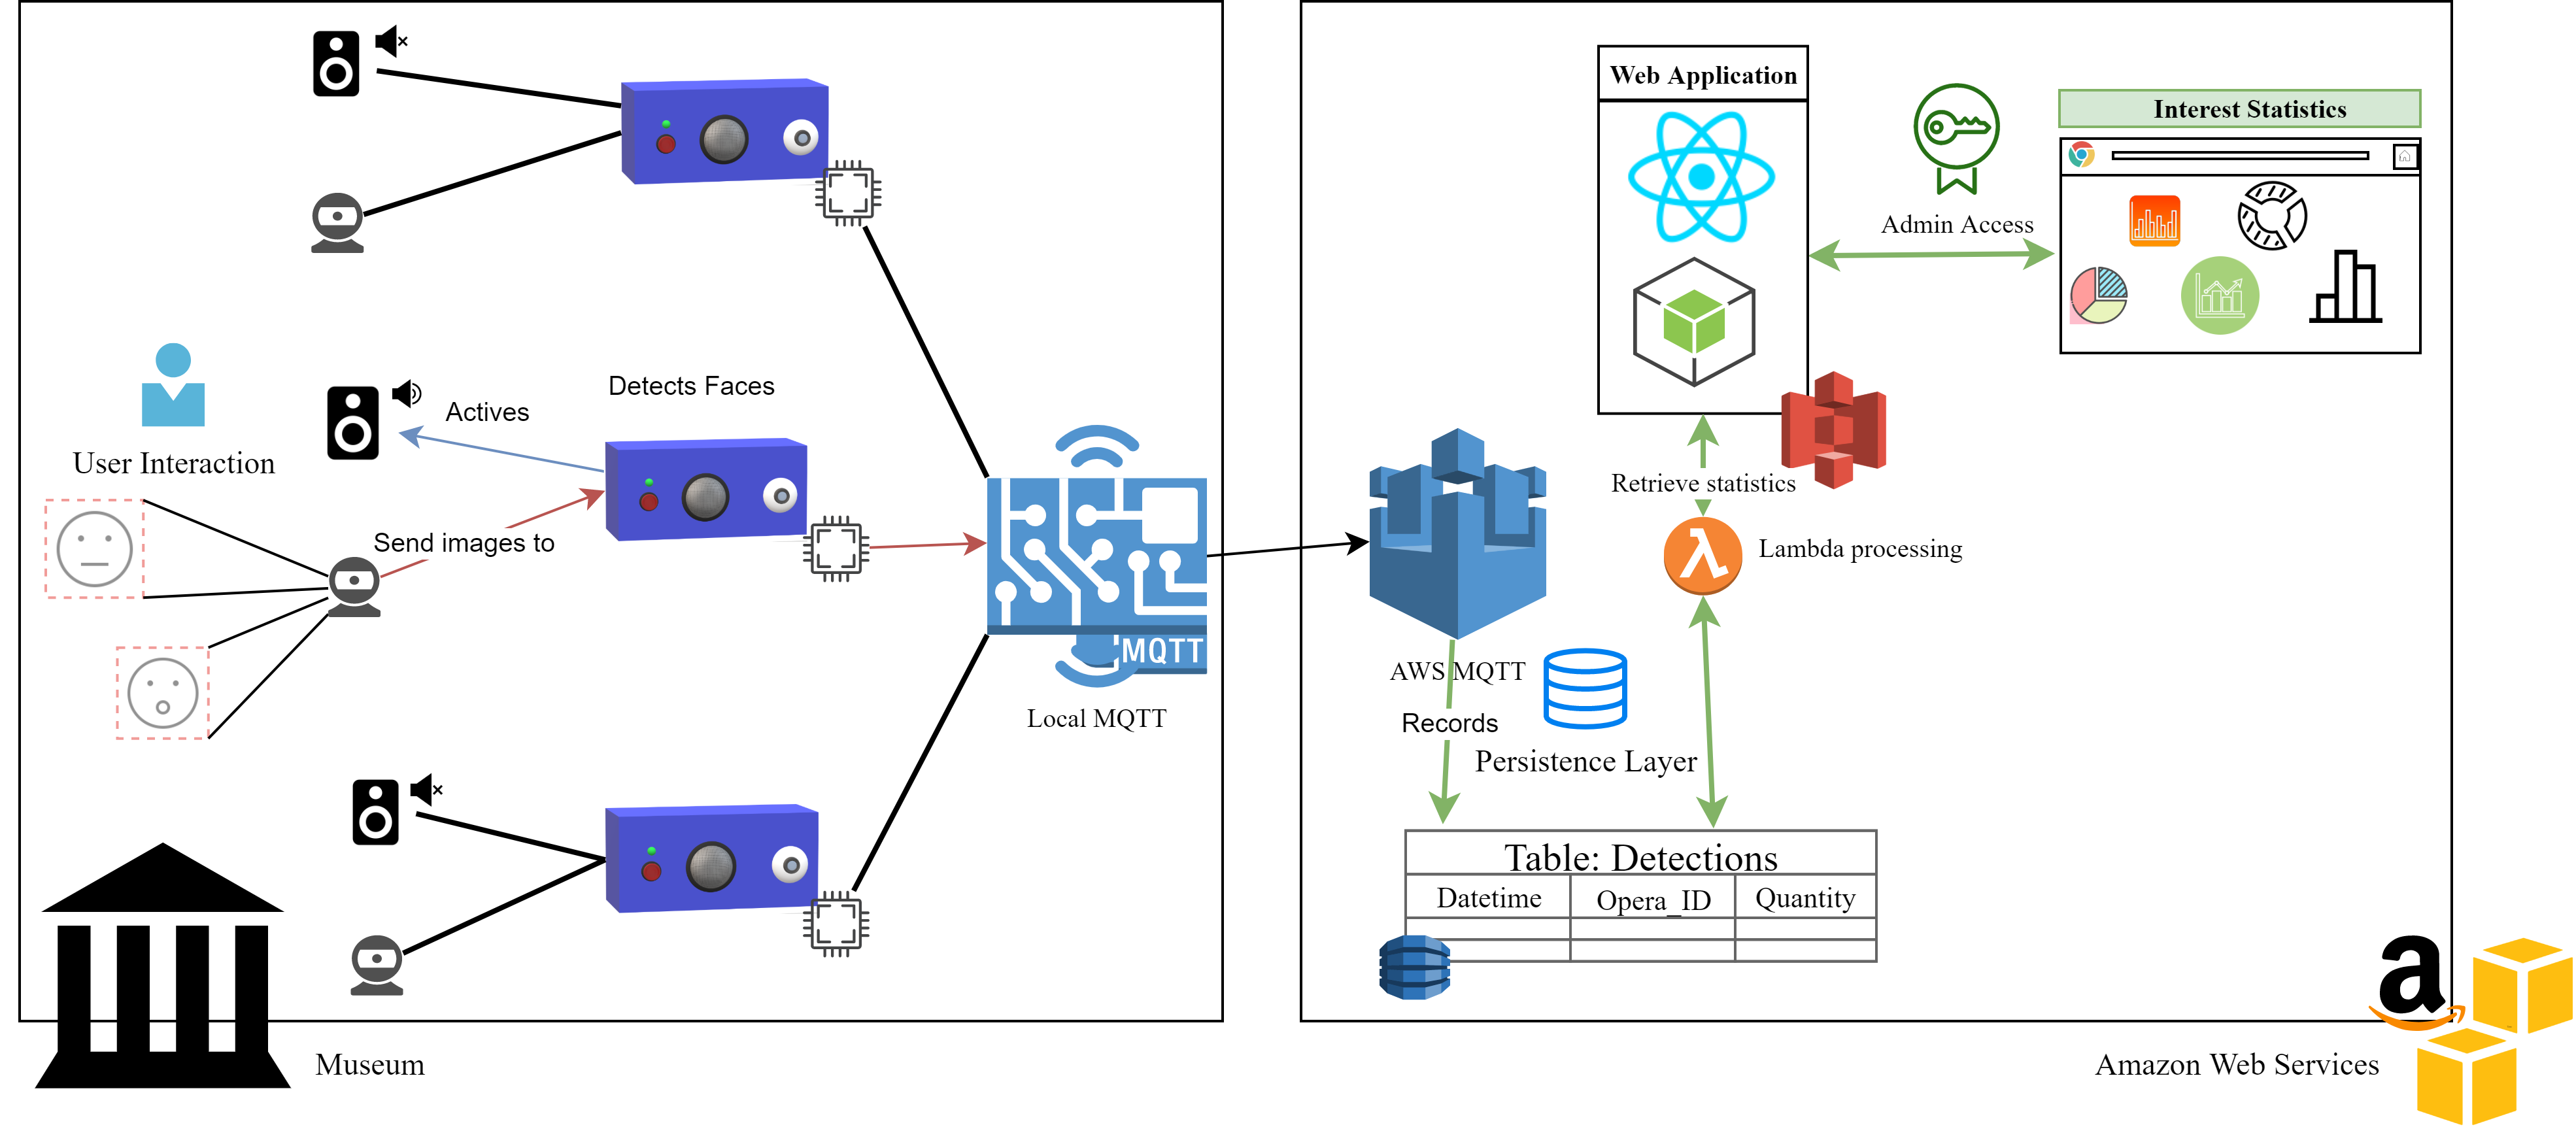 Detects Faces
Actives
User Interaction
Send images to
MQTT
Local MQTT
Museum
Web Application
Admin Access
Interest Statistics
Retrieve statistics
Lambda processing
AWS MQTT
Records
Persistence Layer
Table: Detections
Datetime Opera_ID Quantity
a
Amazon Web Services